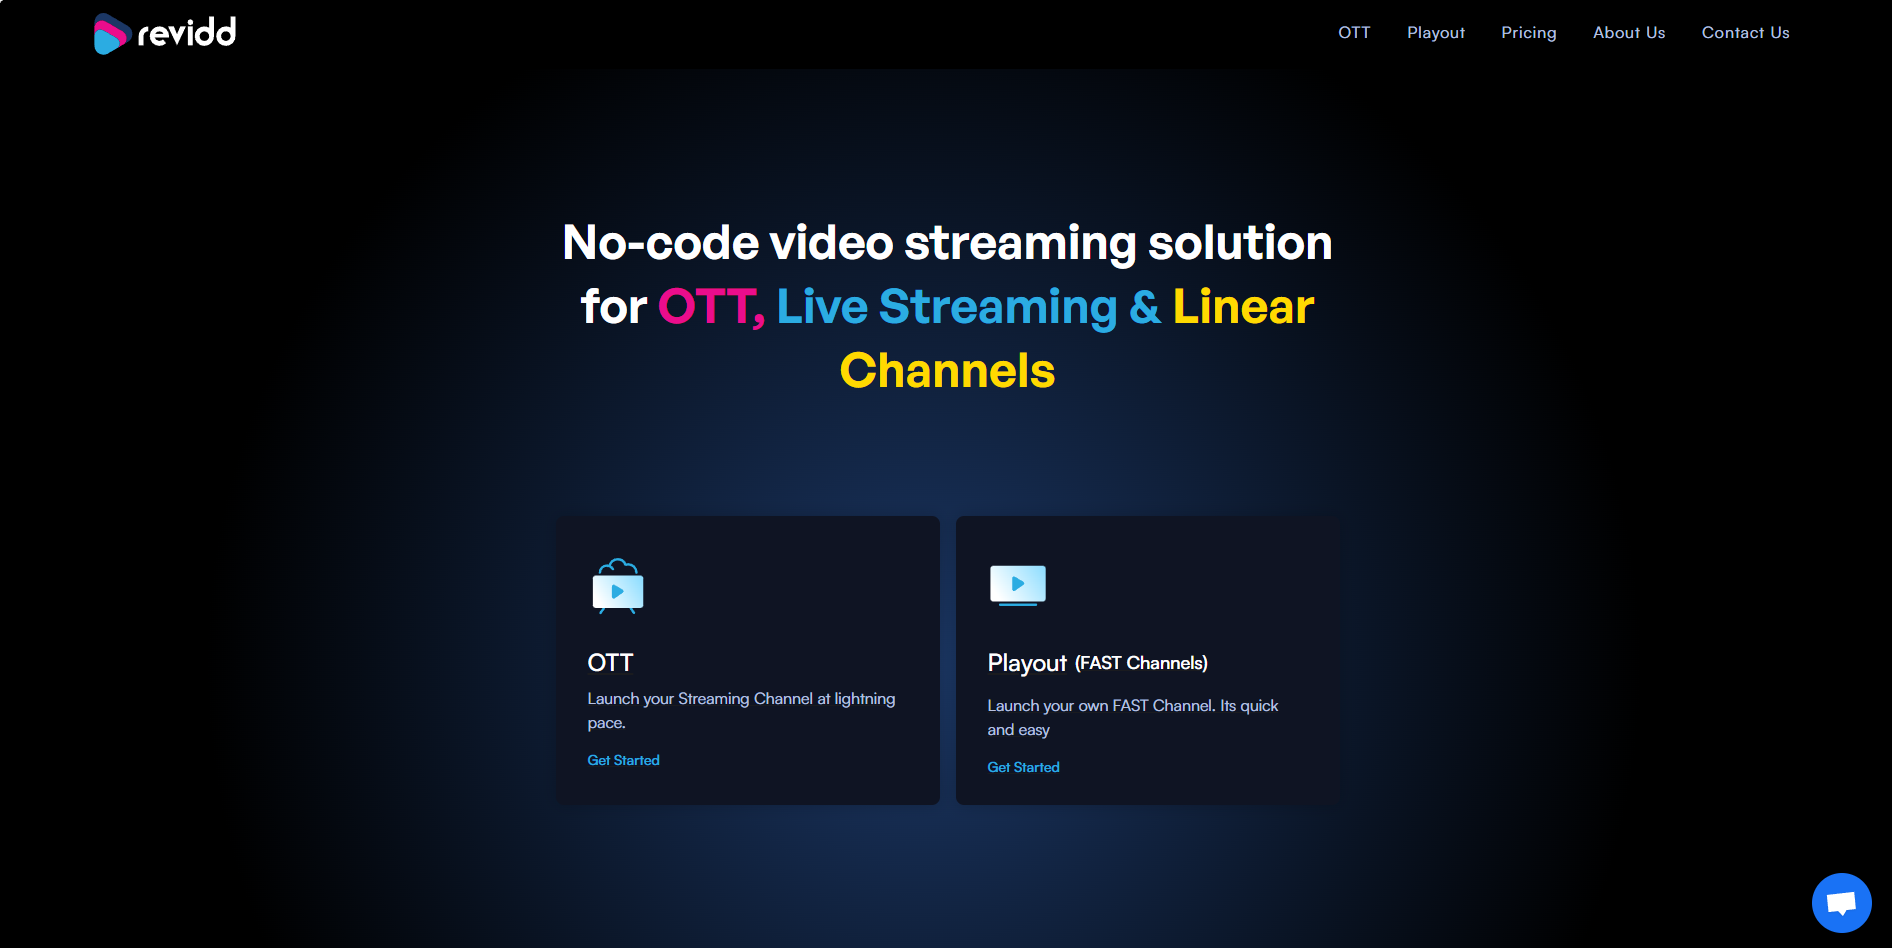 revidd
OTT
Playout
Pricing
About Us
Contact Us
No-code video streaming solution
for OTT, Live Streaming & Linear
Channels
OTT
Launch your Streaming Channel at lightning
pace.
Get Started
Playout (FAST Channels)
Launch your own FAST Channel. Its quick
and easy
Get Started